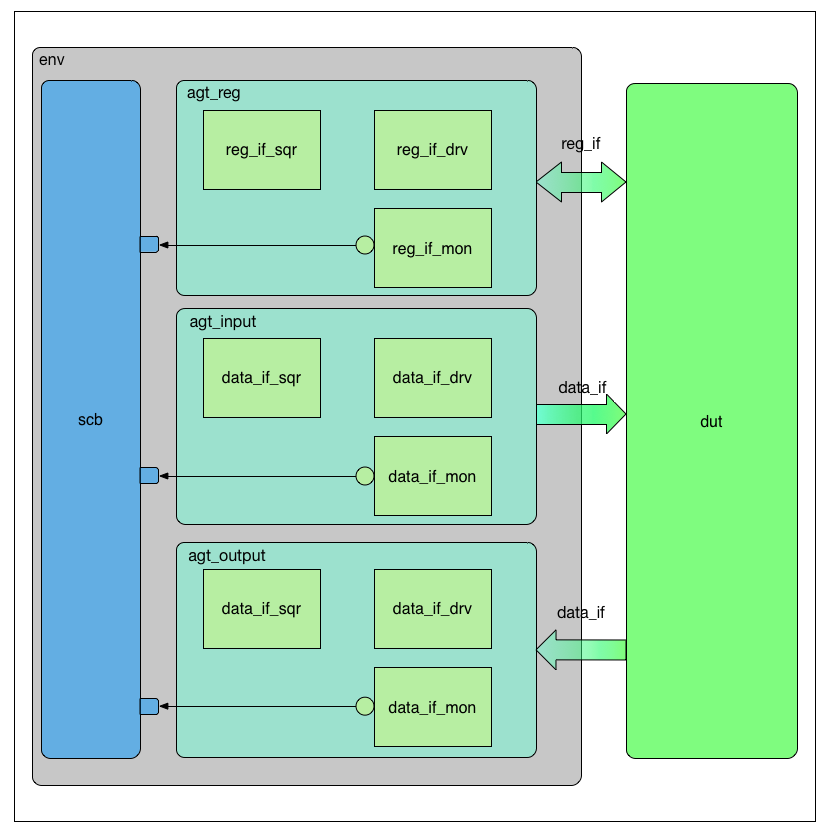 env
agt_reg
reg_if_sqr
reg_if_drv
reg_if
reg_if_mon
agt_input
data_if_sqr
data_if_drv
data_if
scb
dut
data_if_mon
agt_output
data_if_sqr
data_if_drv
data_if
data_if_mon